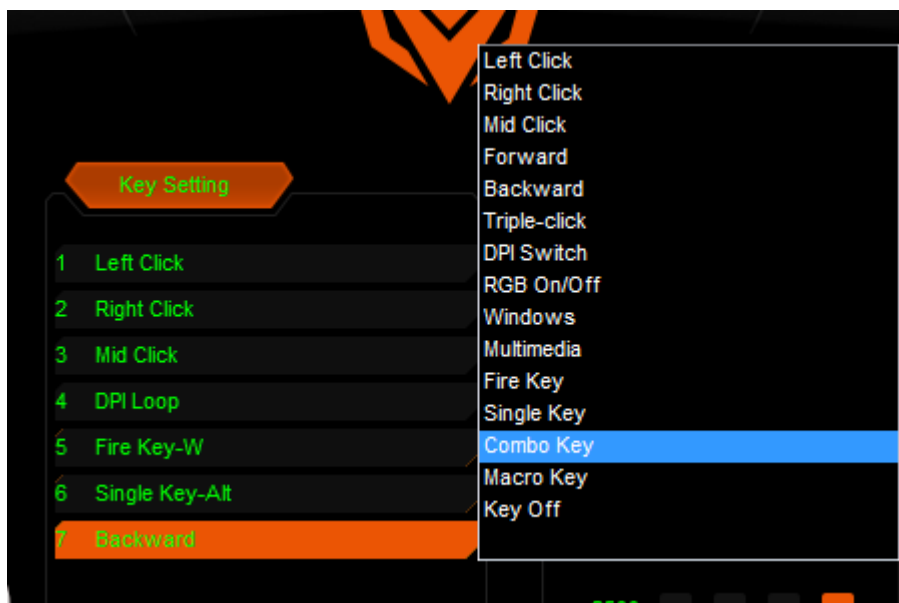 Key Setting
1 Left Click
2 Right Click
3 Mid Click
4 DPI Loop
5 Fire Key-W
6 Single Key-Alt
7 Backward
Left Click
Right Click
Mid Click
Forward
Backward
Triple-click
DPI Switch
RGB On/Off
Windows
Multimedia
Fire Key
Single Key
Combo Key
Macro Key
Key Off